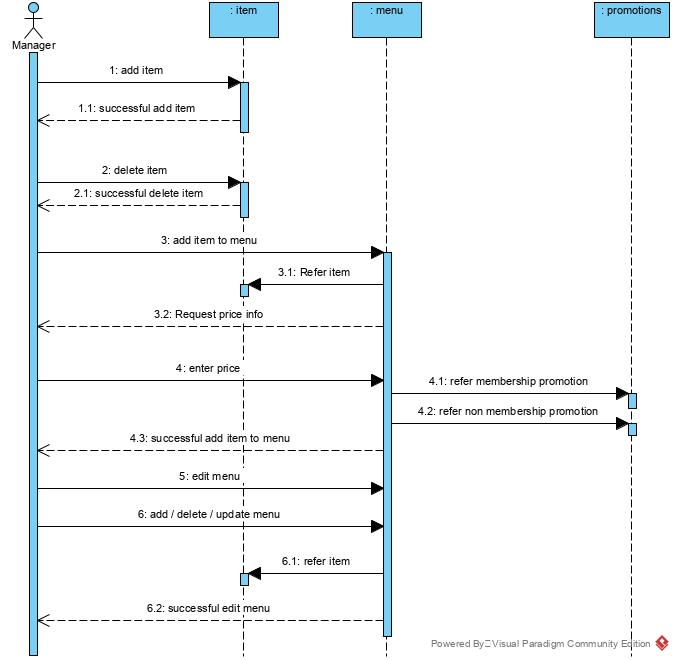 : item
: menu
: promotions
Manager
1: add item
1.1: successful add item
2: delete item
2.1: successful delete item
3: add item to menu
3.1: Refer item
3.2: Request price info
4: enter price
4.1: refer membership promotion
4.2: refer non membership promotion
4.3: successful add item to menu
5: edit menu
6: add / delete / update menu
6.1: refer item
6.2: successful edit menu
Powered By Visual Paradigm Community Edition